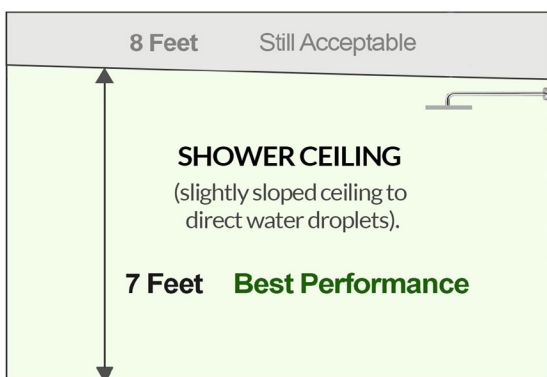 8 Feet Still Acceptable
SHOWER CEILING
(slightly sloped ceiling to
direct water droplets).
7 Feet Best Performance